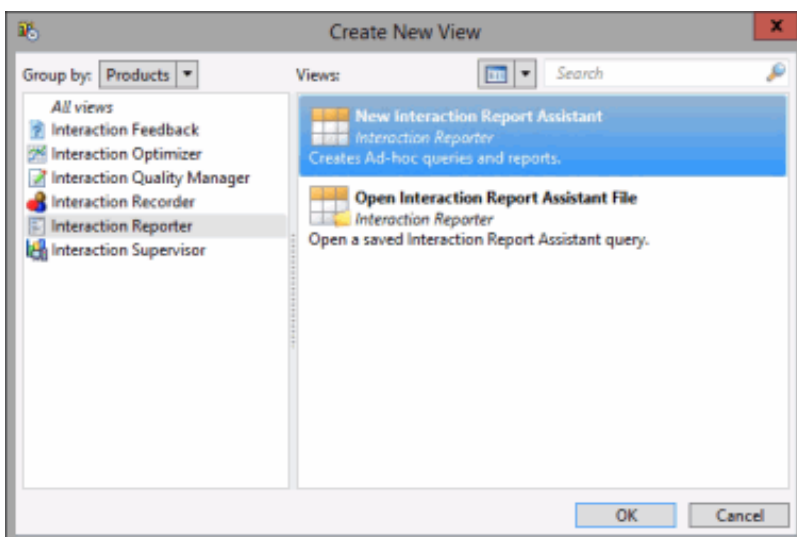 Create New View
Group by: Products
Views:
Search
All views
Interaction Feedback
Interaction Optimizer
Interaction Quality Manager
Interaction Recorder
Interaction Reporter
Interaction Supervisor
New Interaction Report Assistant
Interaction Reporter
Creates Ad-hoc queries and reports.
Open Interaction Report Assistant File
Interaction Reporter
Open a saved Interaction Report Assistant query.
OK
Cancel